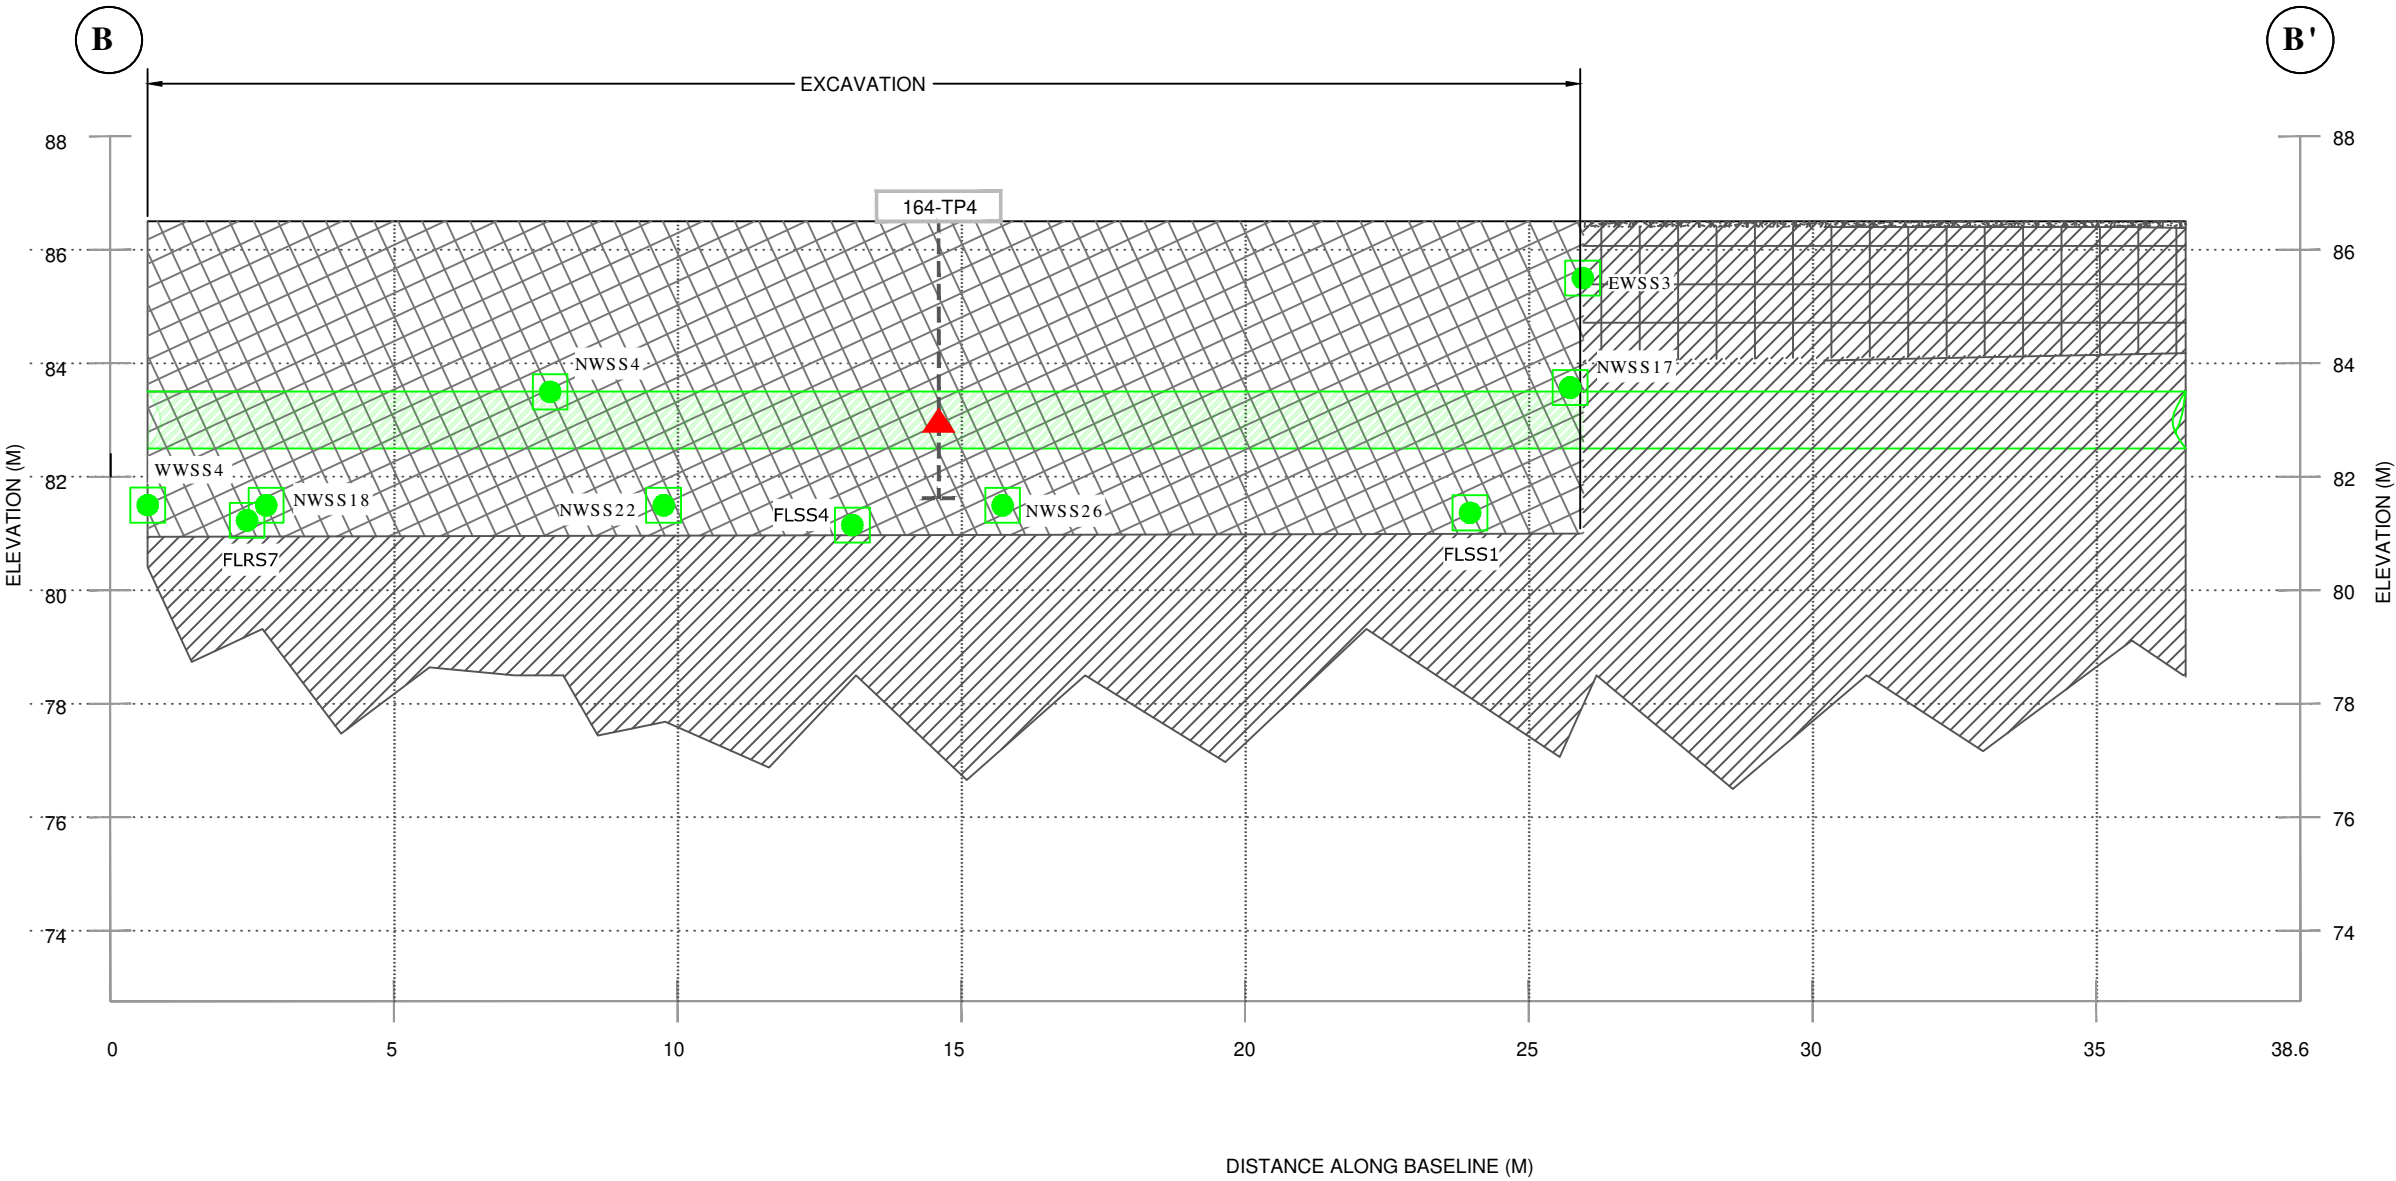 B
B'
EXCAVATION
88
88
164-TP4
86
86
EWSS3
NWSS4
NWSS17
84
84
WWSS4
82
82
NWSS18
NWSS22
FLSS4
NWSS26
FLRS7
FLSS1
ELEVATION (M)
ELEVATION (M)
80
80
78
78
76
76
74
74
0
5
10
15
20
25
30
35
38.6
DISTANCE ALONG BASELINE (M)